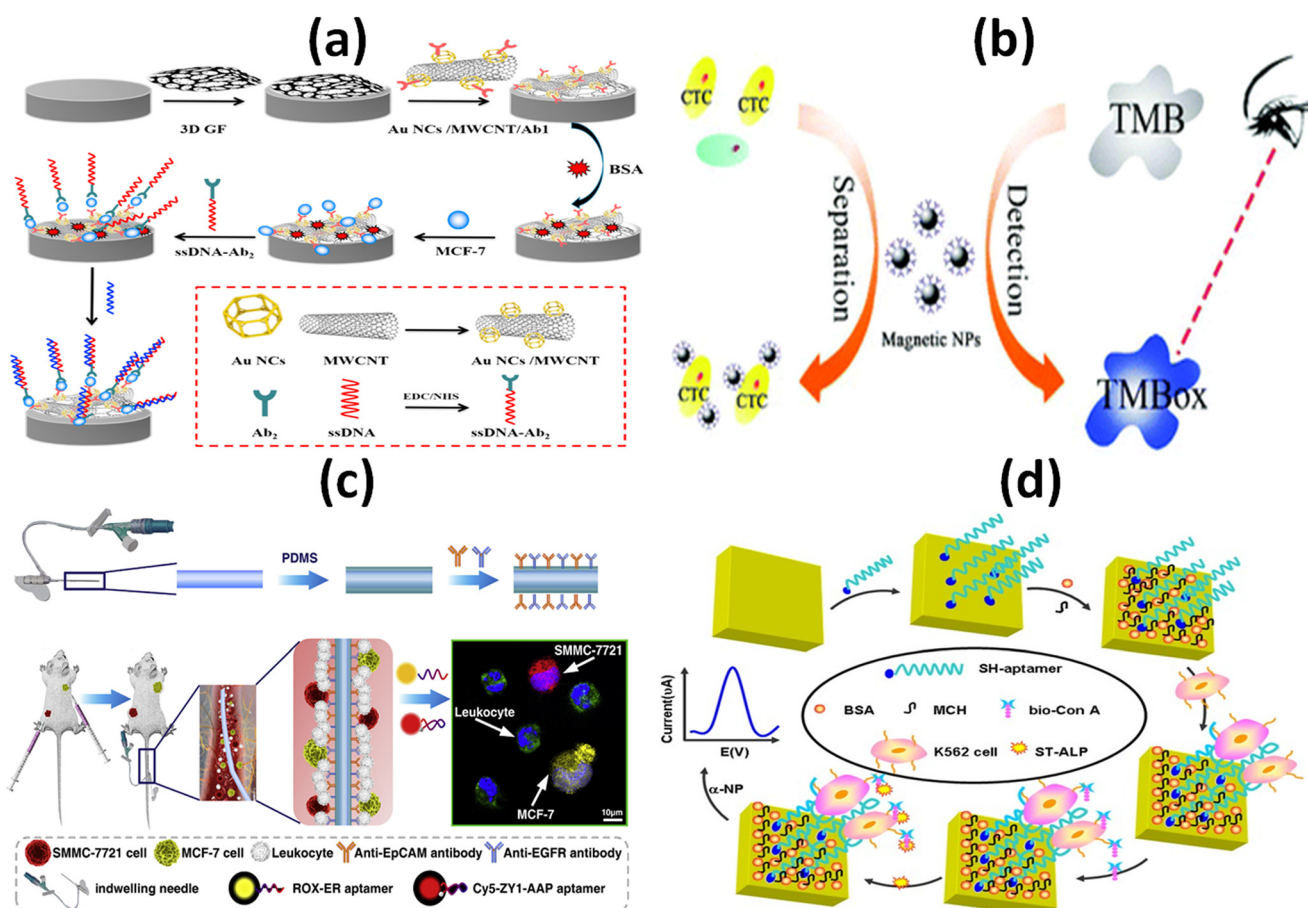 (a)
3D GF
Au NCs /MWCNT/Ab1
BSA
MCF-7
ssDNA-Ab₂
Au NCs
MWCNT
Au NCs /MWCNT
Ab₂
ssDNA
EDC/NHS
ssDNA-Ab₂
(b)
CTC
CTC
TMB
Separation
Detection
Magnetic NPs
CTC
CTC
TMBox
(c)
PDMS
SMMC-7721
Leukocyte
MCF-7
10μm
SMMC-7721 cell
MCF-7 cell
Leukocyte
Anti-EpCAM antibody
Anti-EGFR antibody
indwelling needle
ROX-ER aptamer
Cy5-ZY1-AAP aptamer
(d)
SH-aptamer
BSA
MCH
bio-Con A
K562 cell
ST-ALP
Current(υA)
E(V)
α-NP